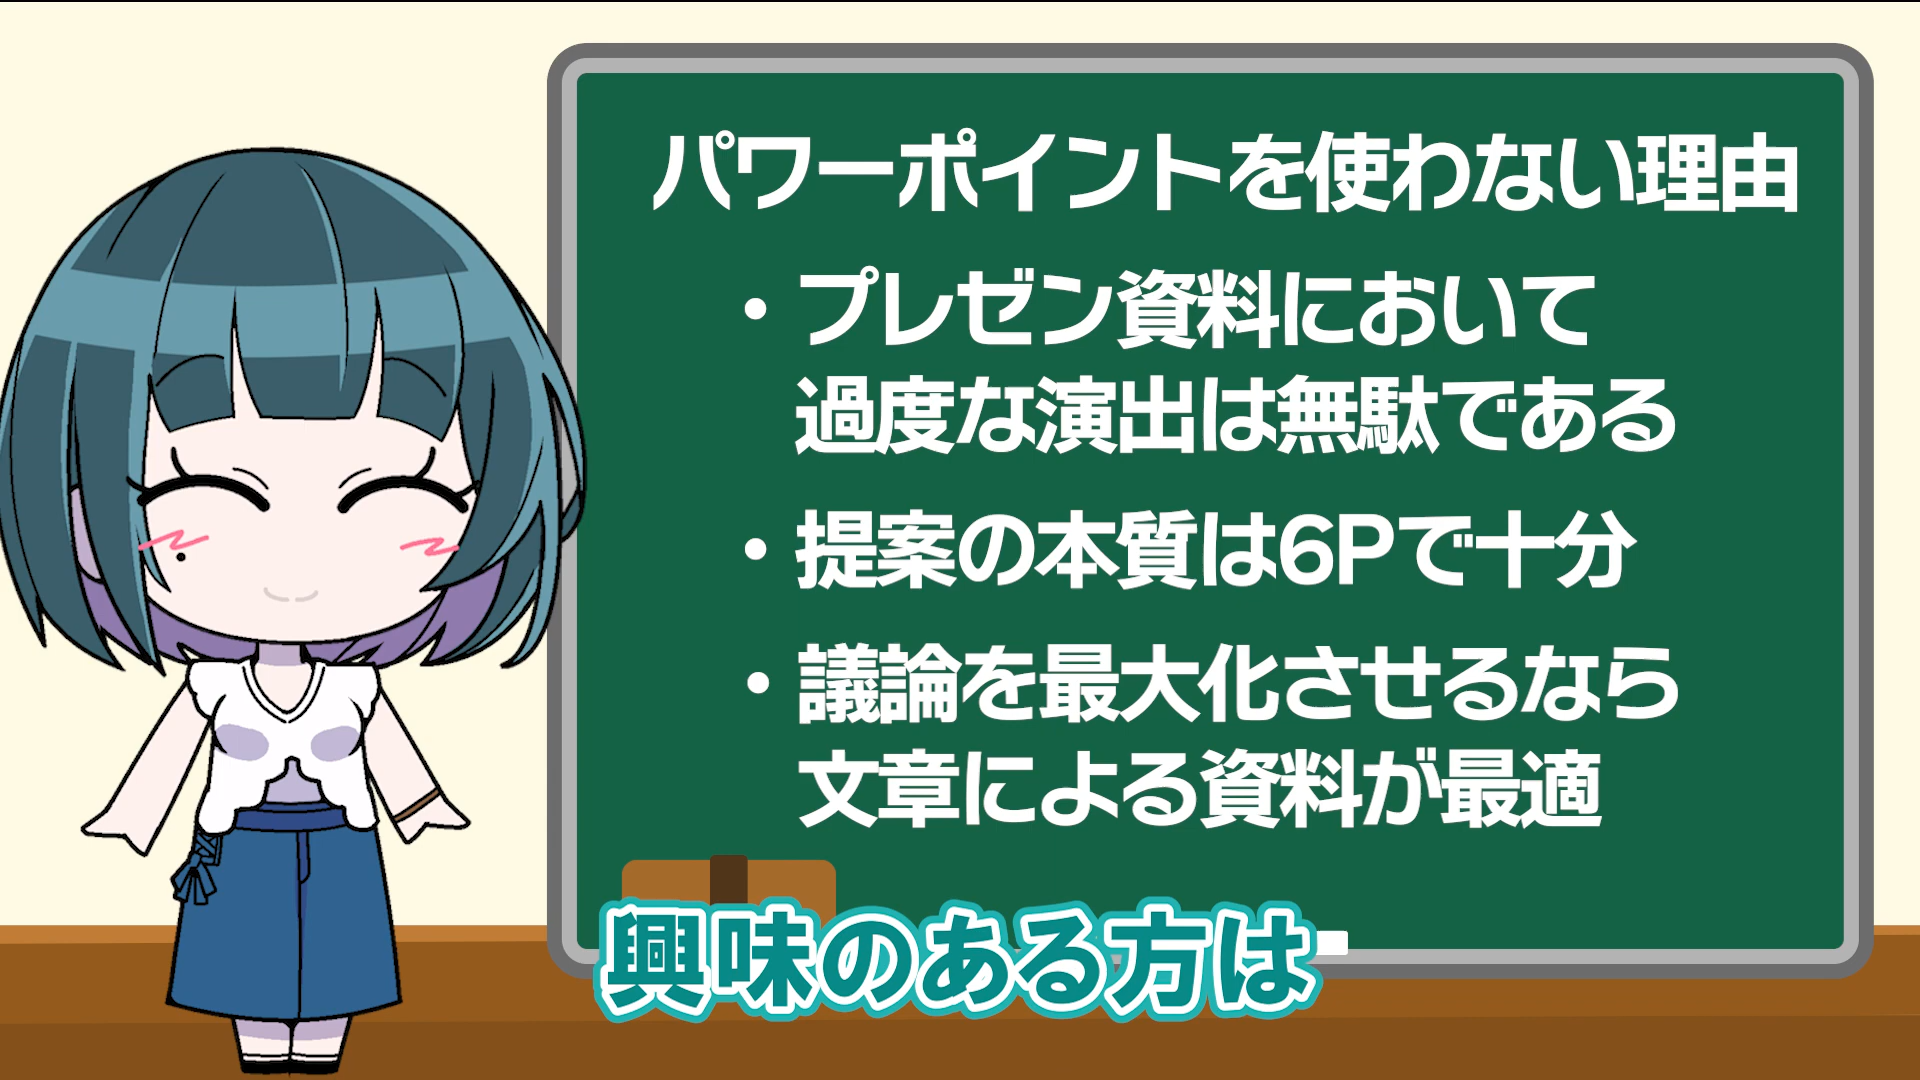 パワーポイントを使わない理由
・プレゼン資料において
過度な演出は無駄である
・提案の本質は6Pで十分
・議論を最大化させるなら
文章による資料が最適
興味のある方は